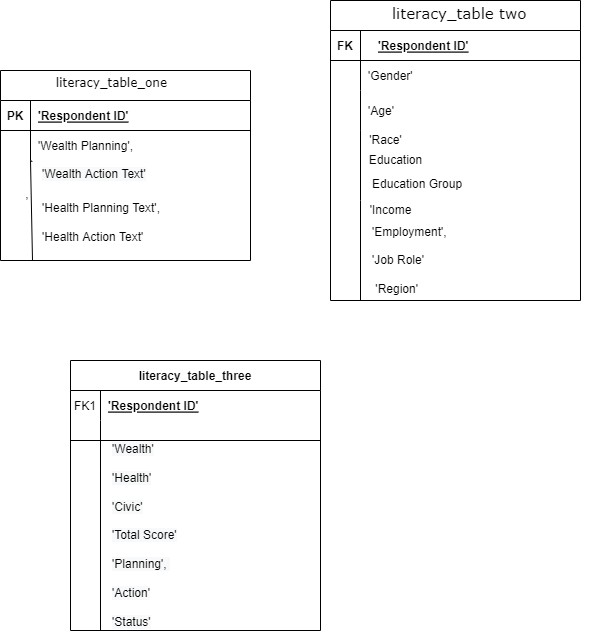 literacy_table two
FK 'Respondent ID'
'Gender'
'Age'
'Race'
Education
Education Group
'Income
'Employment',
'Job Role'
'Region'
literacy_table_one
PK 'Respondent ID'
'Wealth Planning',
'Wealth Action Text'
,
'Health Planning Text',
'Health Action Text'
literacy_table_three
FK1 'Respondent ID'
'Wealth'
'Health'
'Civic'
'Total Score'
'Planning',
'Action'
'Status'